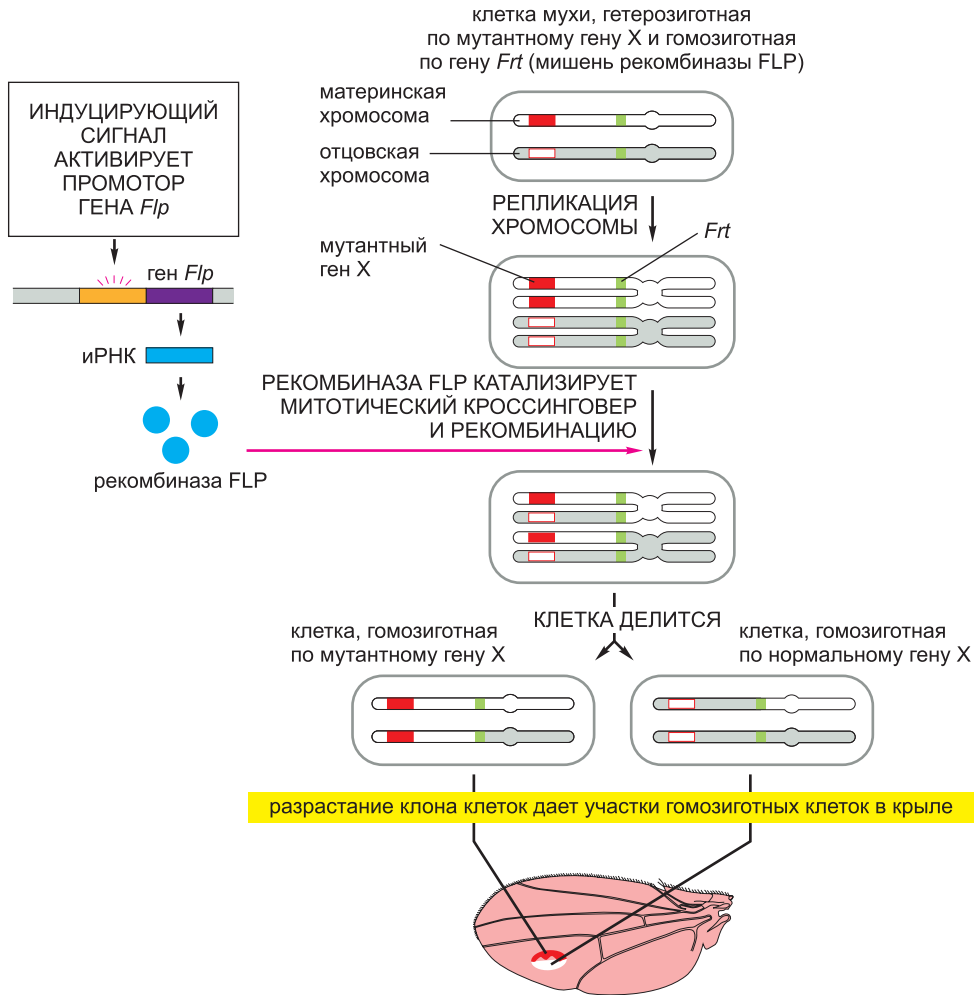 клетка мухи, гетерозиготная
по мутантному гену X и гомозиготная
по гену Frt (мишень рекомбиназы FLP)
ИНДУЦИРУЮЩИЙ
СИГНАЛ
АКТИВИРУЕТ
ПРОМОТОР
ГЕНА Flp
материнская
хромосома
отцовская
хромосома
РЕПЛИКАЦИЯ
ХРОМОСОМЫ
мутантный
ген X
Frt
ген Flp
иРНК
рекомбиназа FLP
РЕКОМБИНАЗА FLP КАТАЛИЗИРУЕТ
МИТОТИЧЕСКИЙ КРОССИНГОВЕР
И РЕКОМБИНАЦИЮ
КЛЕТКА ДЕЛИТСЯ
клетка, гомозиготная
по мутантному гену X
клетка, гомозиготная
по нормальному гену X
разрастание клона клеток дает участки гомозиготных клеток в крыле